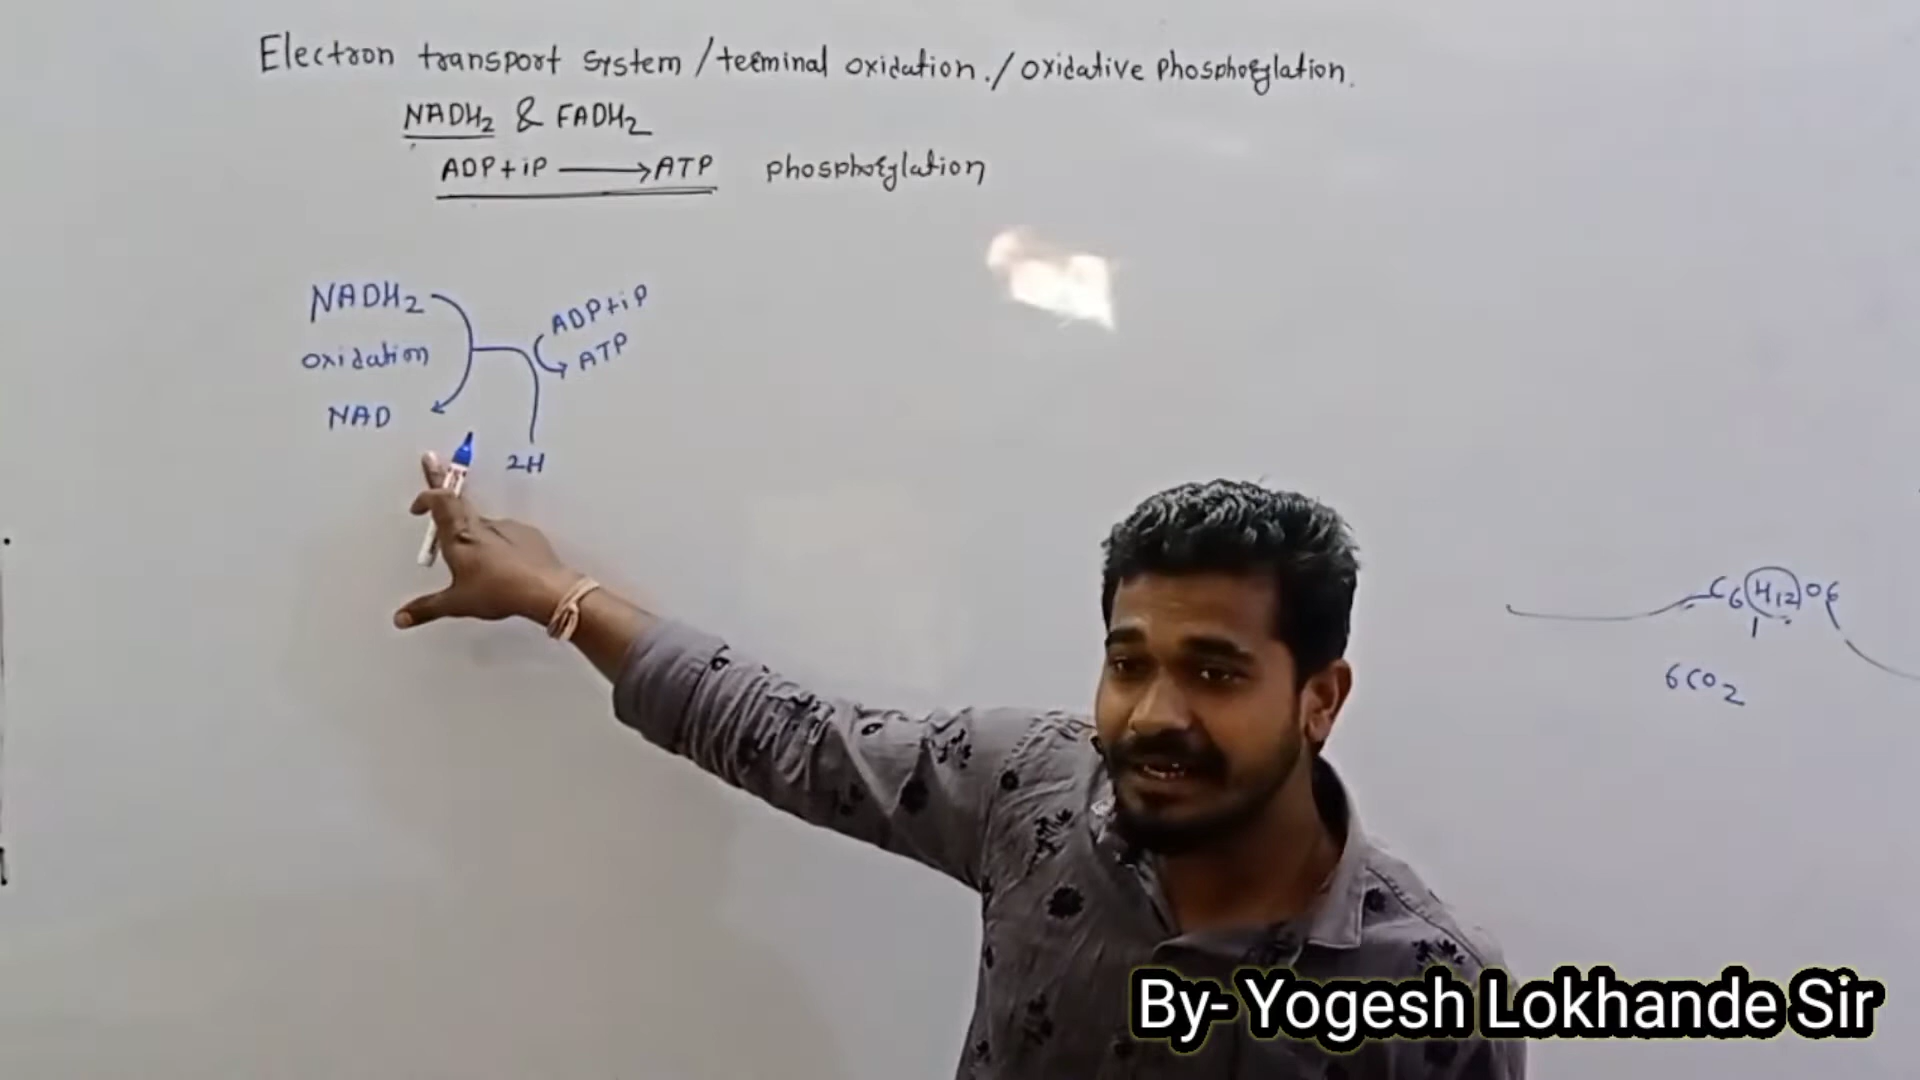 Electron transport system / terminal oxidation. / oxidative phosphorylation.
NADH2 & FADH2
ADP+iP ⟶ ATP phosphorylation
NADH2
oxidation
NAD
ADP+iP
ATP
2H
C6H12O6
6CO2
By- Yogesh Lokhande Sir